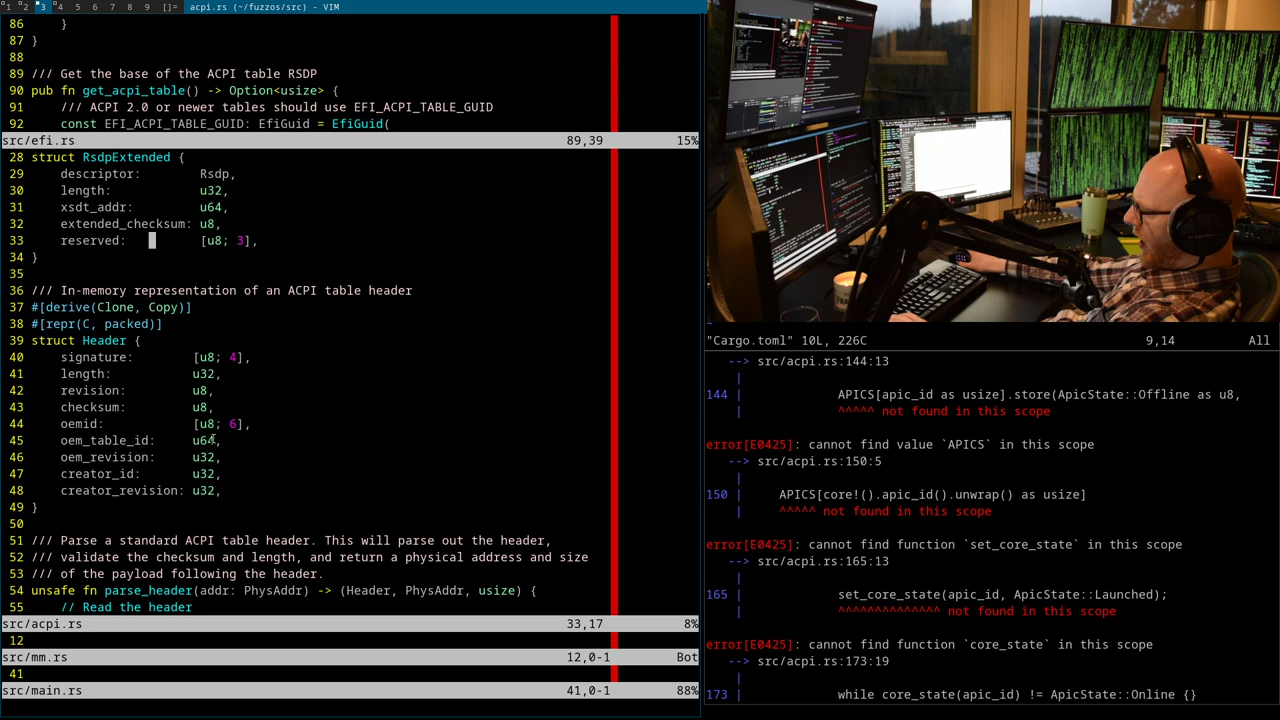 1 2 3 4 5 6 7 8 9 []= acpi.rs (~/fuzzos/src) - VIM
86     }
87 }
88
89 /// Get the base of the ACPI table RSDP
90 pub fn get_acpi_table() -> Option<usize> {
91     /// ACPI 2.0 or newer tables should use EFI_ACPI_TABLE_GUID
92     const EFI_ACPI_TABLE_GUID: EfiGuid = EfiGuid(
src/efi.rs 89,39 15%
28 struct RsdpExtended {
29     descriptor:        Rsdp,
30     length:            u32,
31     xsdt_addr:         u64,
32     extended_checksum: u8,
33     reserved:          [u8; 3],
34 }
35
36 /// In-memory representation of an ACPI table header
37 #[derive(Clone, Copy)]
38 #[repr(C, packed)]
39 struct Header {
40     signature:        [u8; 4],
41     length:           u32,
42     revision:         u8,
43     checksum:         u8,
44     oemid:            [u8; 6],
45     oem_table_id:     u64,
46     oem_revision:     u32,
47     creator_id:       u32,
48     creator_revision: u32,
49 }
50
51 /// Parse a standard ACPI table header. This will parse out the header,
52 /// validate the checksum and length, and return a physical address and size
53 /// of the payload following the header.
54 unsafe fn parse_header(addr: PhysAddr) -> (Header, PhysAddr, usize) {
55     // Read the header
src/acpi.rs 33,17 8%
12
src/mm.rs 12,0-1 Bot
41
src/main.rs 41,0-1 88%
~
"Cargo.toml" 10L, 226C 9,14 All
--> src/acpi.rs:144:13
|
144 |             APICS[apic_id as usize].store(ApicState::Offline as u8,
|             ^^^^^ not found in this scope
error[E0425]: cannot find value `APICS` in this scope
--> src/acpi.rs:150:5
|
150 |     APICS[core!().apic_id().unwrap() as usize]
|     ^^^^^ not found in this scope
error[E0425]: cannot find function `set_core_state` in this scope
--> src/acpi.rs:165:13
|
165 |             set_core_state(apic_id, ApicState::Launched);
|             ^^^^^^^^^^^^^^ not found in this scope
error[E0425]: cannot find function `core_state` in this scope
--> src/acpi.rs:173:19
|
173 |             while core_state(apic_id) != ApicState::Online {}